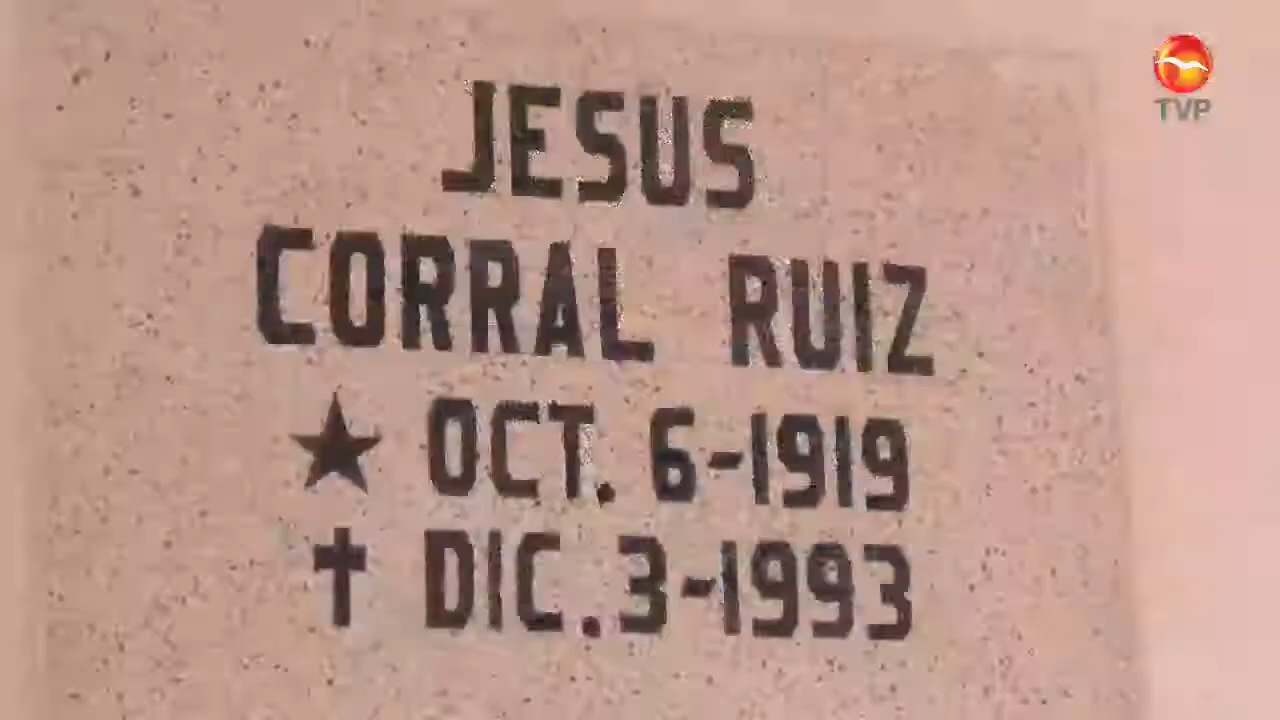 TVP
JESUS
CORRAL RUIZ
★ OCT. 6-1919
✝ DIC. 3-1993